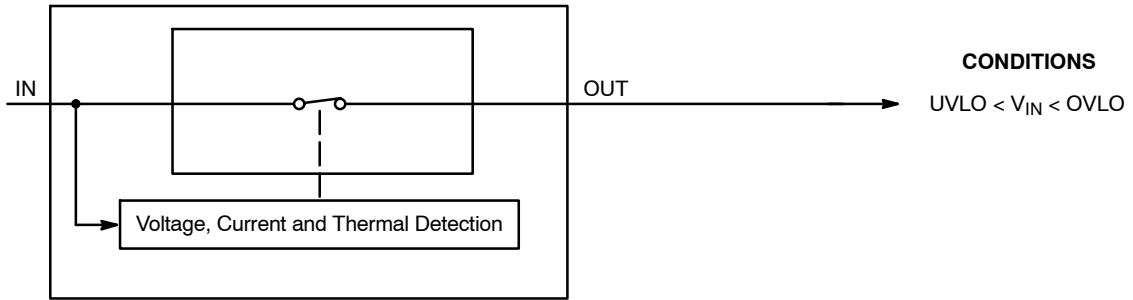 CONDITIONS
IN
OUT
UVLO < V_IN < OVLO
Voltage, Current and Thermal Detection